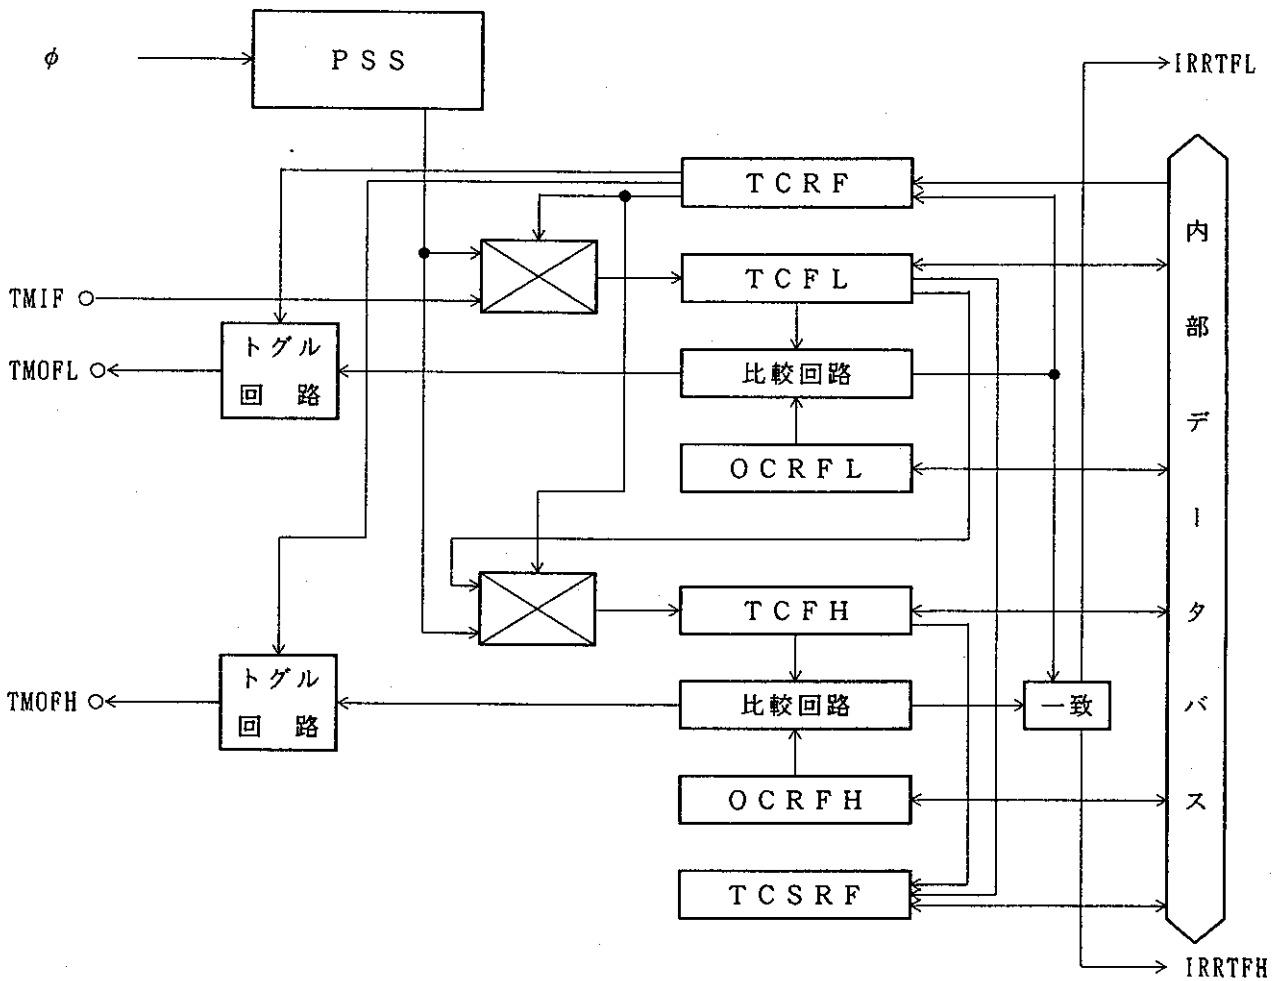 φ
PSS
IRRTFL
TCRF
TCFL
TMIF
トグル
回 路
TMOFL
比較回路
OCRFL
内部データバス
TCFH
トグル
回 路
TMOFH
比較回路
一致
OCRFH
TCSRF
IRRTFH